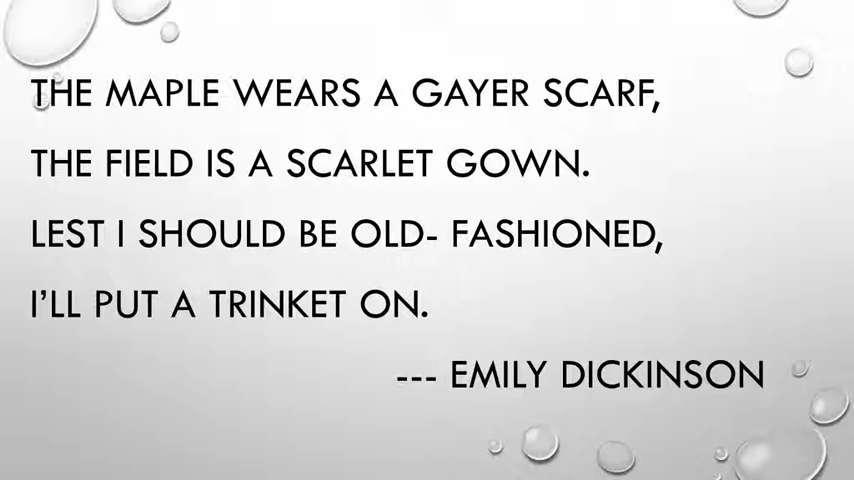 THE MAPLE WEARS A GAYER SCARF,
THE FIELD IS A SCARLET GOWN.
LEST I SHOULD BE OLD- FASHIONED,
I’LL PUT A TRINKET ON.
--- EMILY DICKINSON